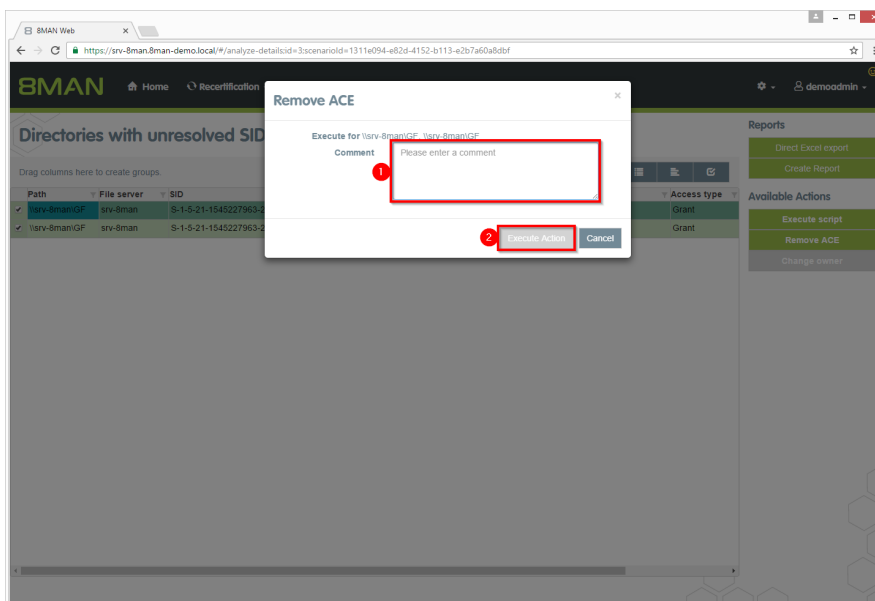 8MAN Web
https://srv-8man.8man-demo.local/#/analyze-details;id=3;scenarioId=1311e094-e82d-4152-b113-e2b7a60a8dbf
8MAN Home Recertification demoadmin
Remove ACE
Execute for \\srv-8man\GF, \\srv-8man\GF
Comment Please enter a comment
1
2 Execute Action Cancel
Directories with unresolved SID
Drag columns here to create groups.
Path File server SID Access type
\\srv-8man\GF srv-8man S-1-5-21-1545227963-2 Grant
\\srv-8man\GF srv-8man S-1-5-21-1545227963-2 Grant
Reports
Direct Excel export
Create Report
Available Actions
Execute script
Remove ACE
Change owner